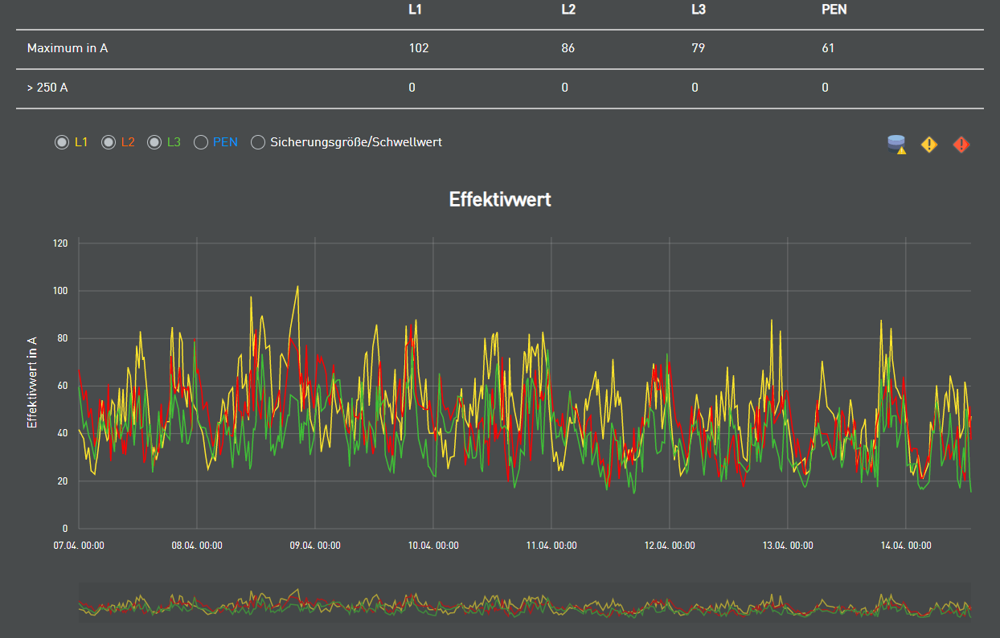 L1 L2 L3 PEN
Maximum in A 102 86 79 61
> 250 A 0 0 0 0
L1 L2 L3 PEN Sicherungsgröße/Schwellwert
Effektivwert
Effektivwert in A
120
100
80
60
40
20
0
07.04. 00:00 08.04. 00:00 09.04. 00:00 10.04. 00:00 11.04. 00:00 12.04. 00:00 13.04. 00:00 14.04. 00:00